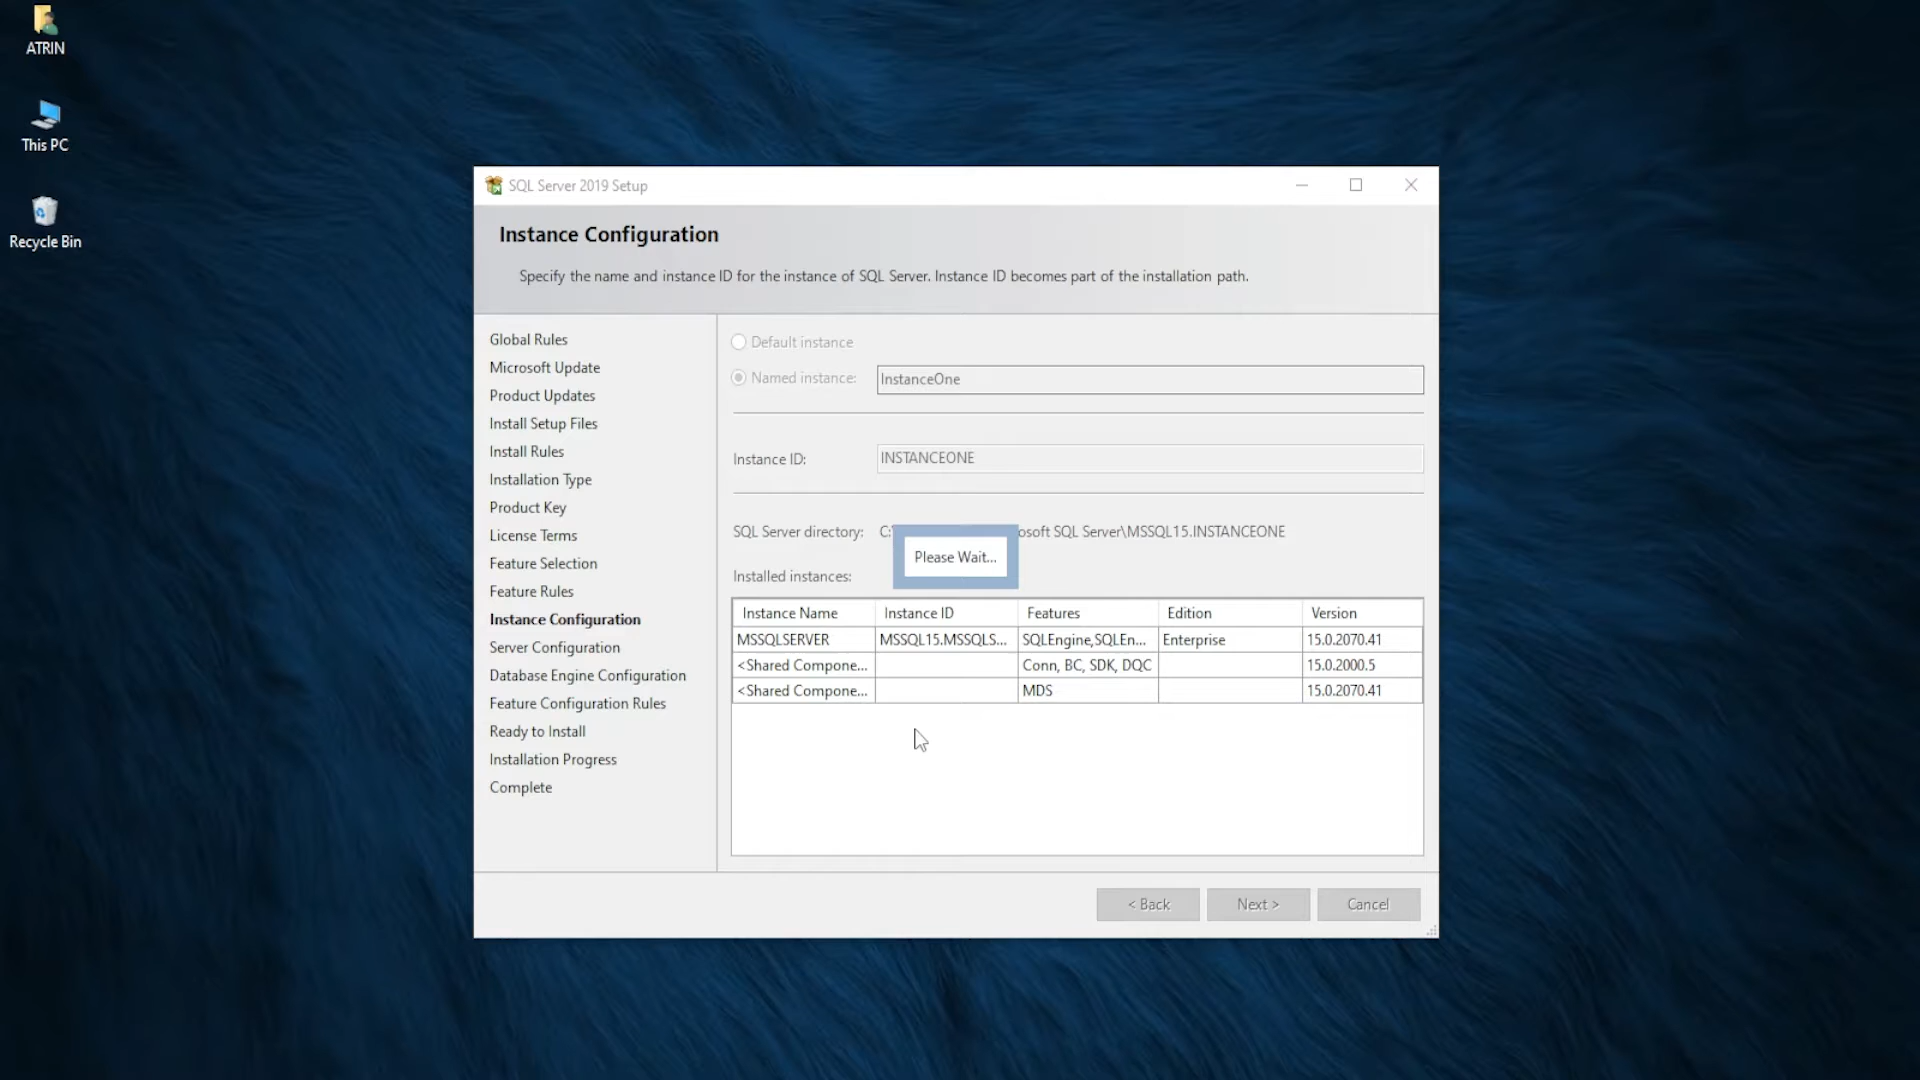 ATRIN
This PC
Recycle Bin
SQL Server 2019 Setup
Instance Configuration
Specify the name and instance ID for the instance of SQL Server. Instance ID becomes part of the installation path.
Global Rules
Microsoft Update
Product Updates
Install Setup Files
Install Rules
Installation Type
Product Key
License Terms
Feature Selection
Feature Rules
Instance Configuration
Server Configuration
Database Engine Configuration
Feature Configuration Rules
Ready to Install
Installation Progress
Complete
Default instance
Named instance: InstanceOne
Instance ID: INSTANCEONE
SQL Server directory: C: osoft SQL Server\MSSQL15.INSTANCEONE
Please Wait...
Installed instances:
Instance Name Instance ID Features Edition Version
MSSQLSERVER MSSQL15.MSSQLS... SQLEngine,SQLEn... Enterprise 15.0.2070.41
<Shared Compone... Conn, BC, SDK, DQC 15.0.2000.5
<Shared Compone... MDS 15.0.2070.41
< Back Next > Cancel